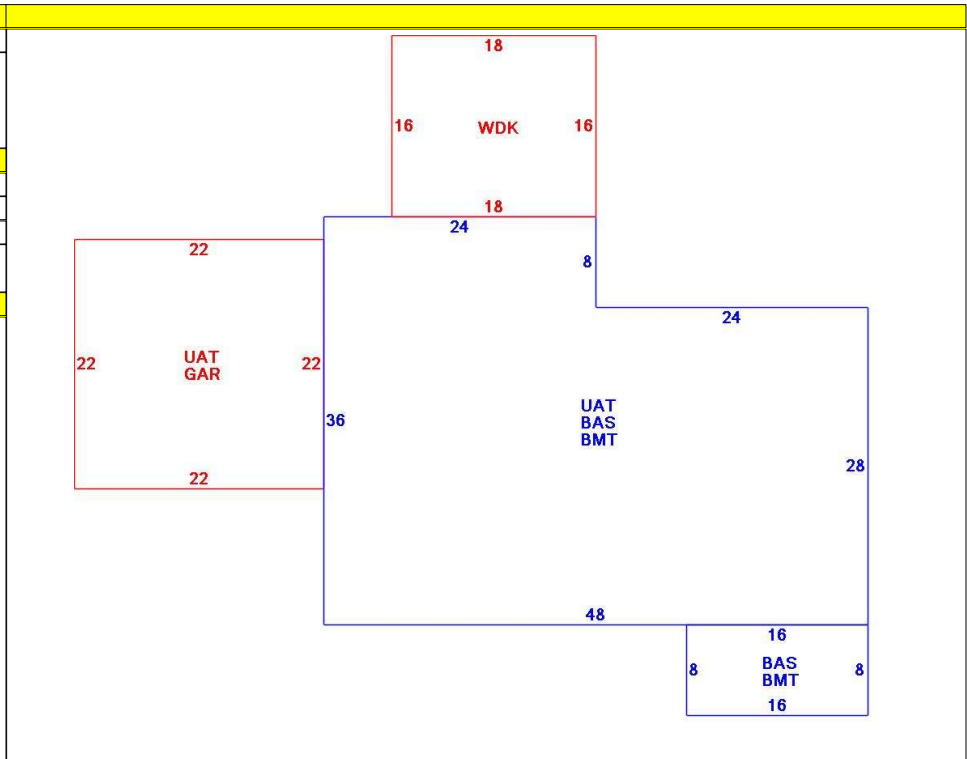 18
16 WDK 16
18
24
22
8
24
22 UAT 22
GAR
36
UAT
BAS
BMT
28
22
48
16
8 BAS 8
BMT
16